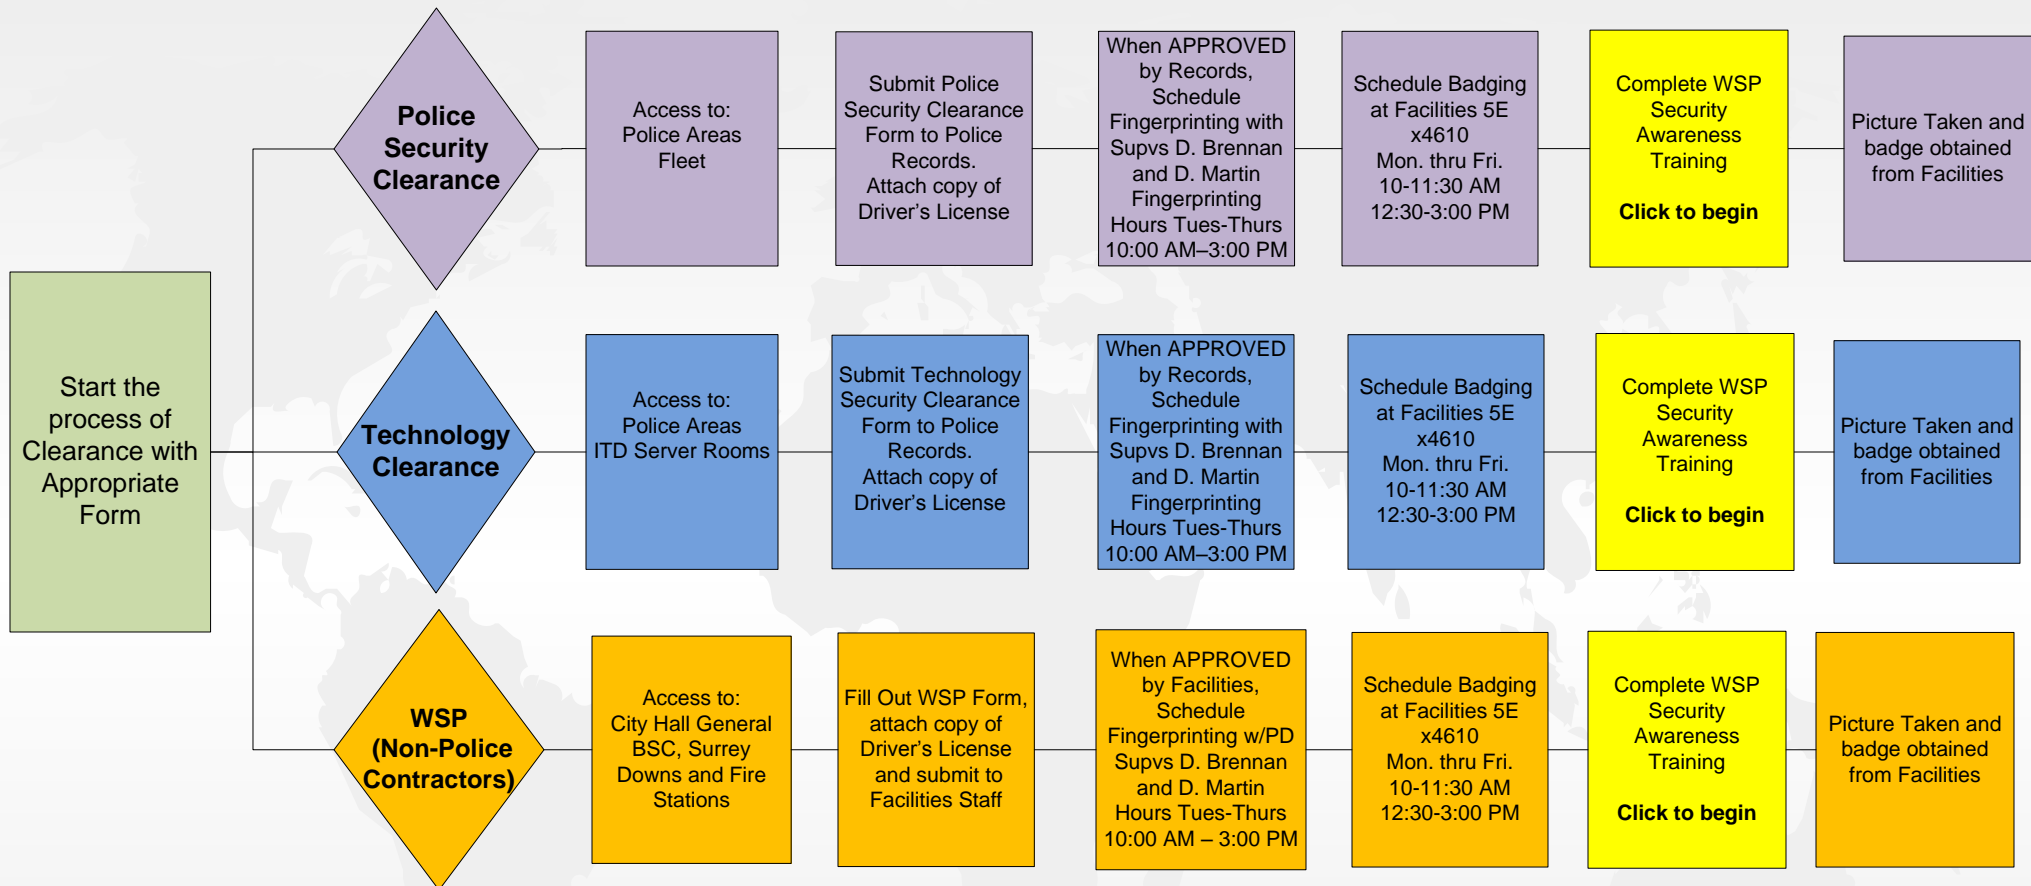 Start the
process of
Clearance with
Appropriate
Form
Police
Security
Clearance
Access to:
Police Areas
Fleet
Submit Police
Security Clearance
Form to Police
Records.
Attach copy of
Driver’s License
When APPROVED
by Records,
Schedule
Fingerprinting with
Supvs D. Brennan
and D. Martin
Fingerprinting
Hours Tues-Thurs
10:00 AM–3:00 PM
Schedule Badging
at Facilities 5E
x4610
Mon. thru Fri.
10-11:30 AM
12:30-3:00 PM
Complete WSP
Security
Awareness
Training
Click to begin
Picture Taken and
badge obtained
from Facilities
Technology
Clearance
Access to:
Police Areas
ITD Server Rooms
Submit Technology
Security Clearance
Form to Police
Records.
Attach copy of
Driver’s License
When APPROVED
by Records,
Schedule
Fingerprinting with
Supvs D. Brennan
and D. Martin
Fingerprinting
Hours Tues-Thurs
10:00 AM–3:00 PM
Schedule Badging
at Facilities 5E
x4610
Mon. thru Fri.
10-11:30 AM
12:30-3:00 PM
Complete WSP
Security
Awareness
Training
Click to begin
Picture Taken and
badge obtained
from Facilities
WSP
(Non-Police
Contractors)
Access to:
City Hall General
BSC, Surrey
Downs and Fire
Stations
Fill Out WSP Form,
attach copy of
Driver’s License
and submit to
Facilities Staff
When APPROVED
by Facilities,
Schedule
Fingerprinting w/PD
Supvs D. Brennan
and D. Martin
Hours Tues-Thurs
10:00 AM – 3:00 PM
Schedule Badging
at Facilities 5E
x4610
Mon. thru Fri.
10-11:30 AM
12:30-3:00 PM
Complete WSP
Security
Awareness
Training
Click to begin
Picture Taken and
badge obtained
from Facilities